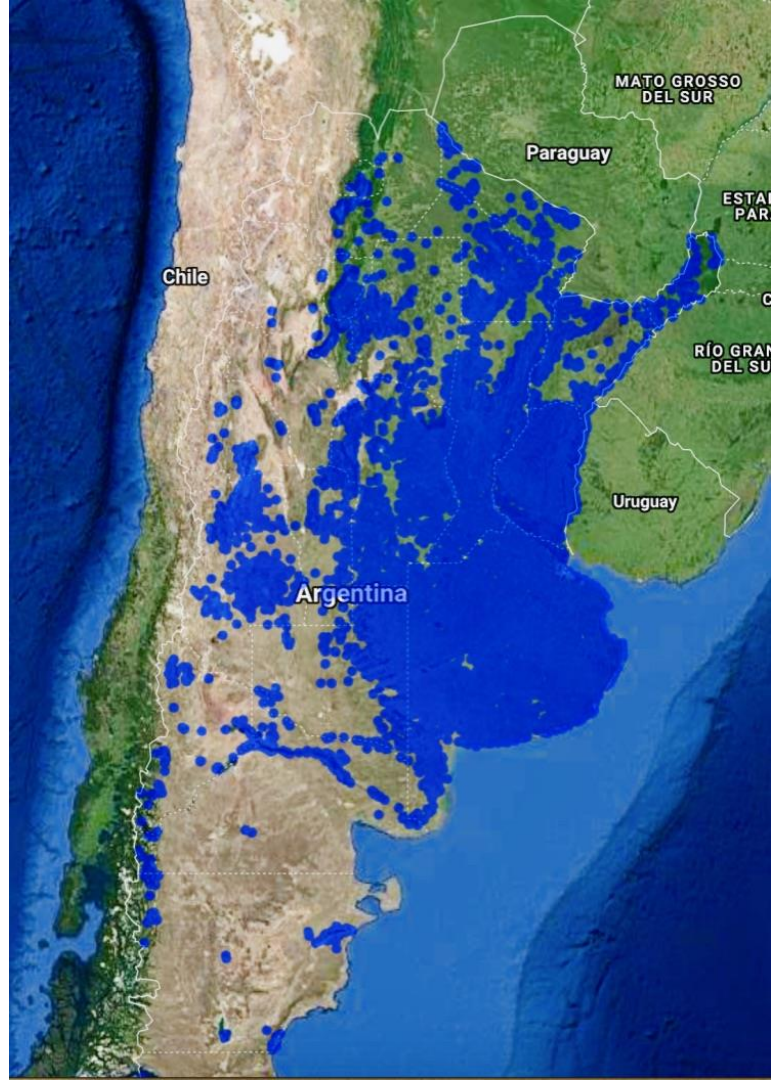 MATO GROSSO
DEL SUR
Paraguay
Chile
RÍO GRAN
DEL SU
Uruguay
Argentina